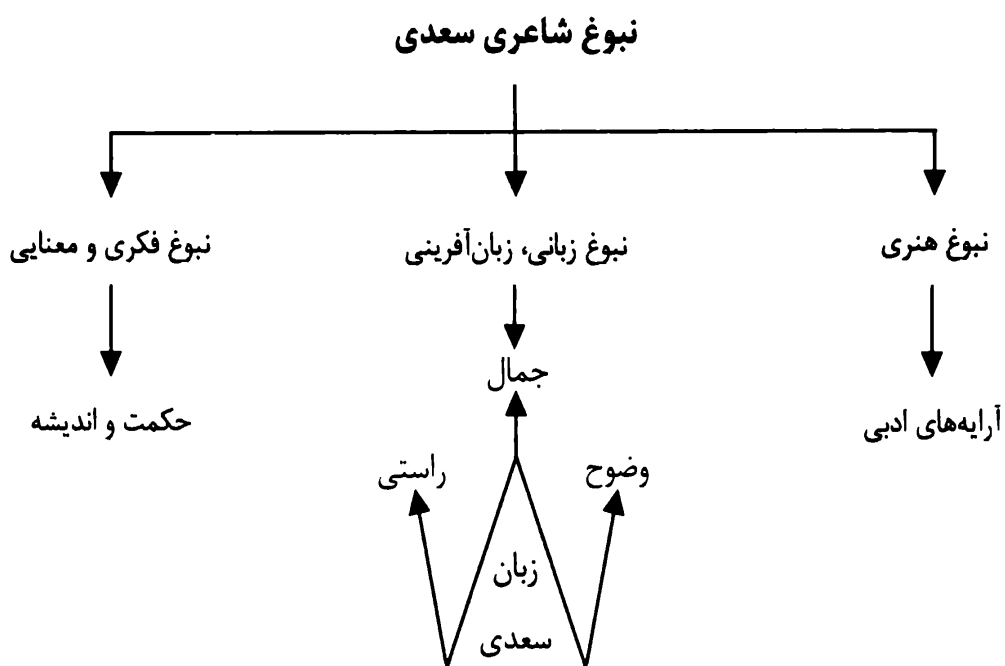 نبوغ شاعری سعدی
نبوغ هنری
نبوغ زبانی، زبان‌آفرینی
نبوغ فکری و معنایی
جمال
آرایه‌های ادبی
حکمت و اندیشه
وضوح
راستی
زبان
سعدی